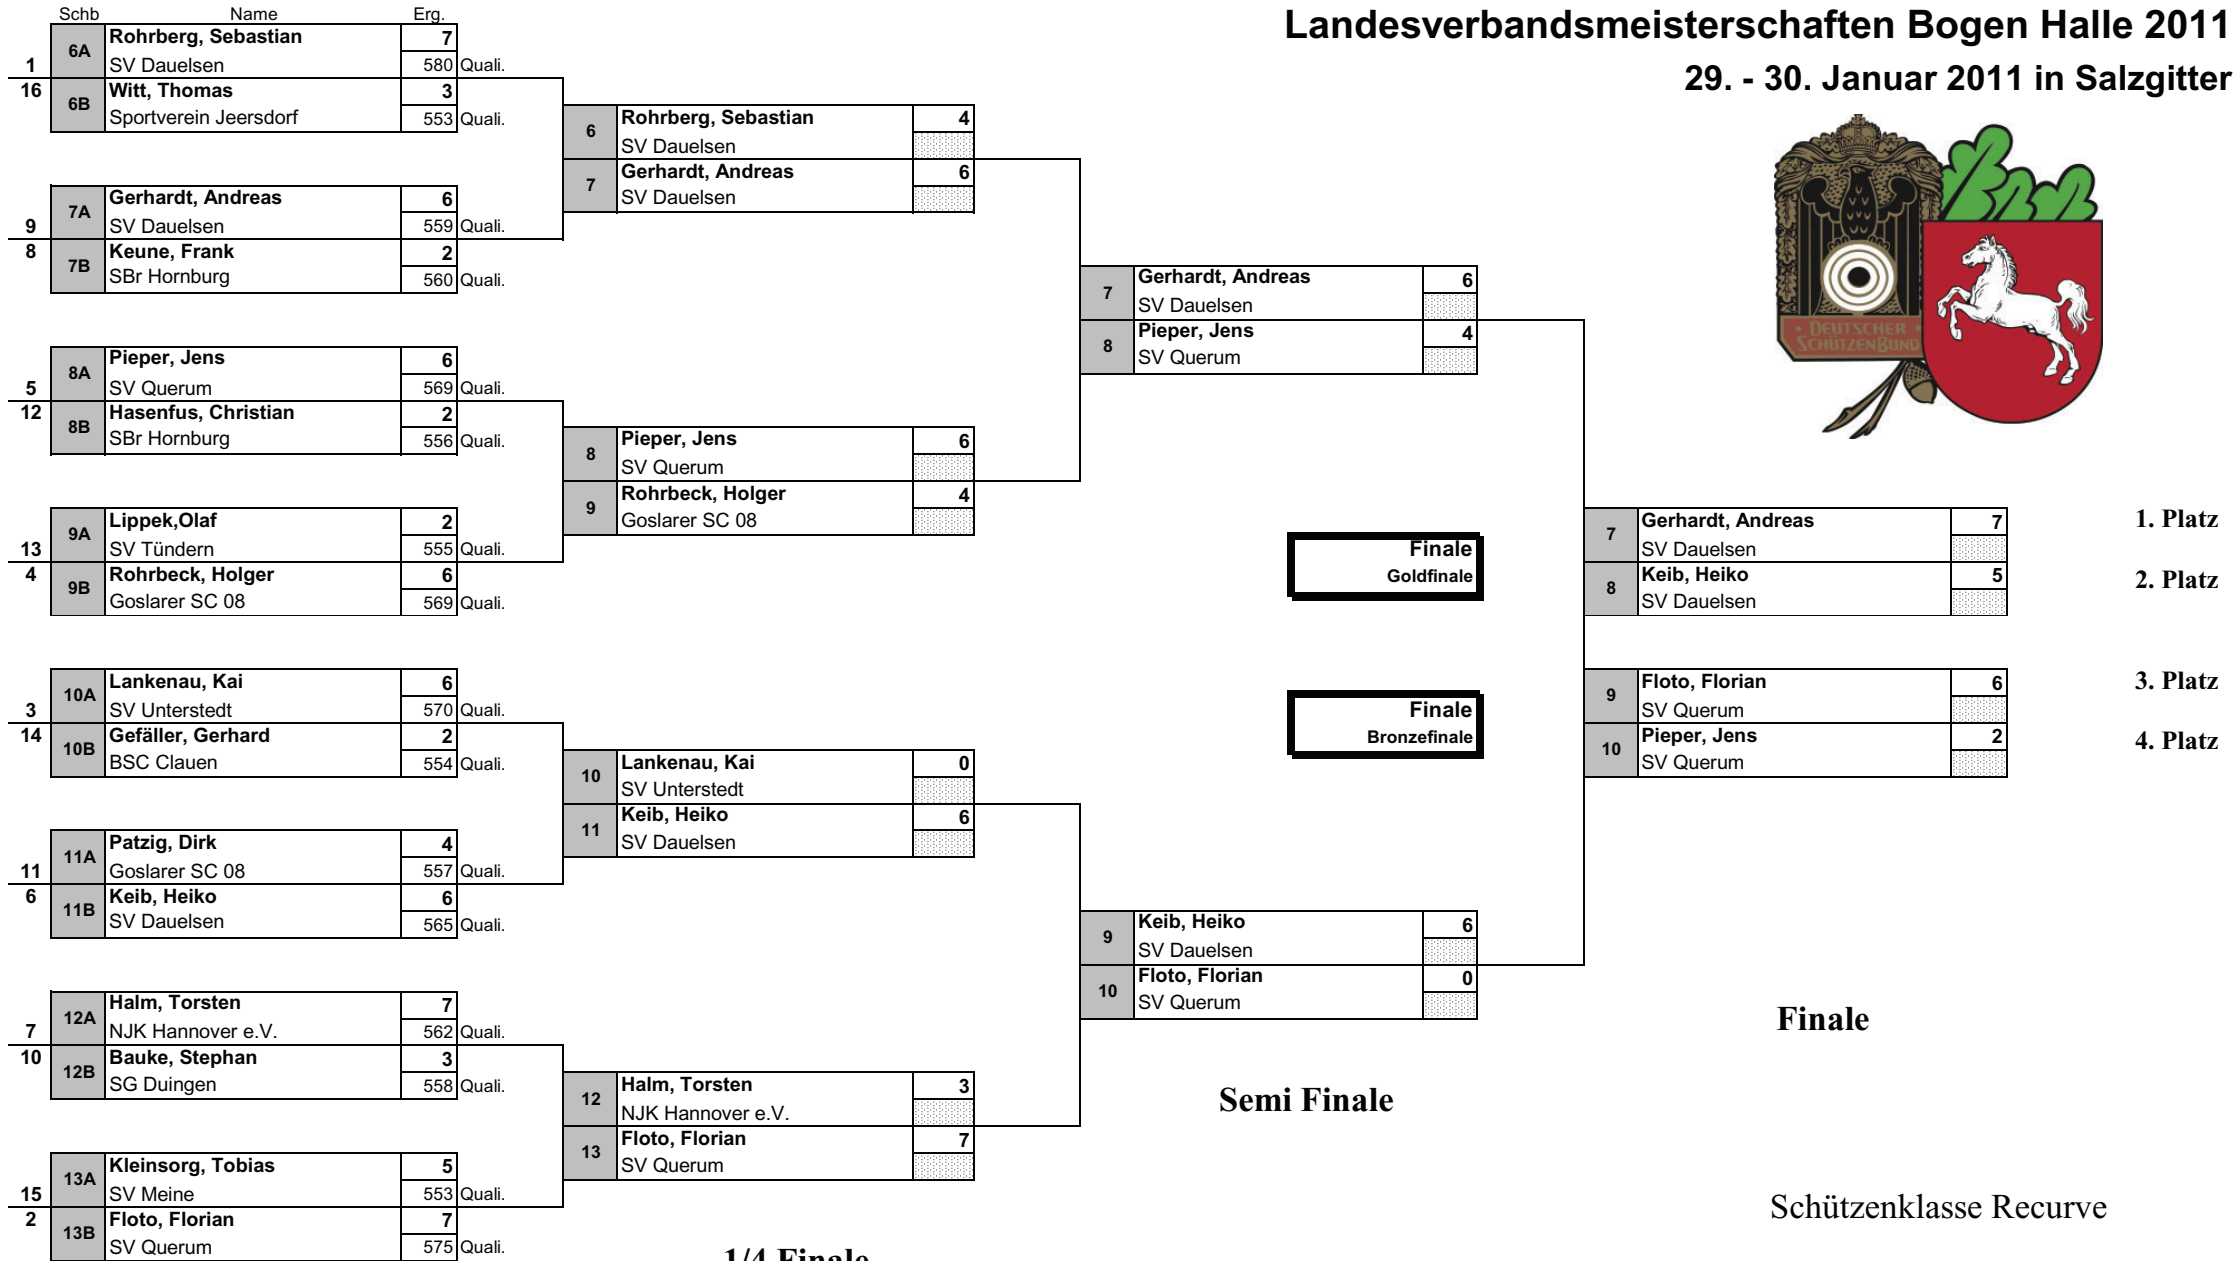 Landesverbandsmeisterschaften Bogen Halle 2011
29. - 30. Januar 2011 in Salzgitter
Schb Name Erg.
6A Rohrberg, Sebastian 7
1 SV Dauelsen 580 Quali.
16 6B Witt, Thomas 3
Sportverein Jeersdorf 553 Quali.
7A Gerhardt, Andreas 6
9 SV Dauelsen 559 Quali.
8 7B Keune, Frank 2
SBr Hornburg 560 Quali.
8A Pieper, Jens 6
5 SV Querum 569 Quali.
12 8B Hasenfus, Christian 2
SBr Hornburg 556 Quali.
9A Lippek,Olaf 2
13 SV Tündern 555 Quali.
4 9B Rohrbeck, Holger 6
Goslarer SC 08 569 Quali.
10A Lankenau, Kai 6
3 SV Unterstedt 570 Quali.
14 10B Gefäller, Gerhard 2
BSC Clauen 554 Quali.
11A Patzig, Dirk 4
11 Goslarer SC 08 557 Quali.
6 11B Keib, Heiko 6
SV Dauelsen 565 Quali.
12A Halm, Torsten 7
7 NJK Hannover e.V. 562 Quali.
10 12B Bauke, Stephan 3
SG Duingen 558 Quali.
13A Kleinsorg, Tobias 5
15 SV Meine 553 Quali.
2 13B Floto, Florian 7
SV Querum 575 Quali.
6 Rohrberg, Sebastian 4
SV Dauelsen
7 Gerhardt, Andreas 6
SV Dauelsen
8 Pieper, Jens 6
SV Querum
9 Rohrbeck, Holger 4
Goslarer SC 08
10 Lankenau, Kai 0
SV Unterstedt
11 Keib, Heiko 6
SV Dauelsen
12 Halm, Torsten 3
NJK Hannover e.V.
13 Floto, Florian 7
SV Querum
1/4 Finale
7 Gerhardt, Andreas 6
SV Dauelsen
8 Pieper, Jens 4
SV Querum
9 Keib, Heiko 6
SV Dauelsen
10 Floto, Florian 0
SV Querum
Semi Finale
Finale
Goldfinale
Finale
Bronzefinale
DEUTSCHER
SCHÜTZENBUND
7 Gerhardt, Andreas 7 1. Platz
SV Dauelsen
8 Keib, Heiko 5 2. Platz
SV Dauelsen
9 Floto, Florian 6 3. Platz
SV Querum
10 Pieper, Jens 2 4. Platz
SV Querum
Finale
Schützenklasse Recurve